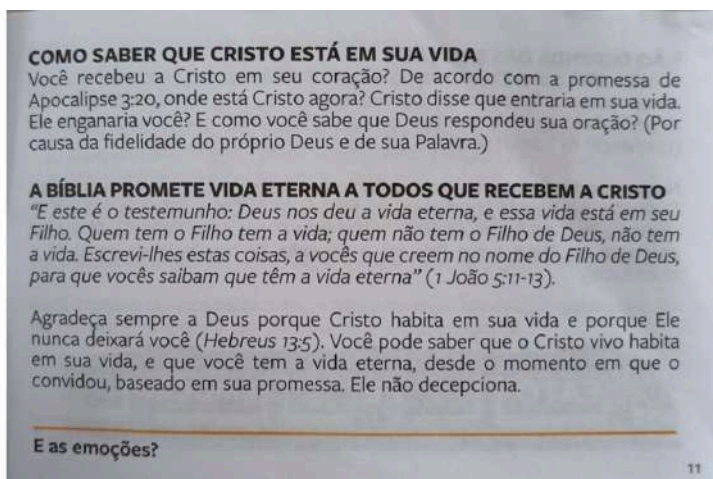 COMO SABER QUE CRISTO ESTÁ EM SUA VIDA
Você recebeu a Cristo em seu coração? De acordo com a promessa de
Apocalipse 3:20, onde está Cristo agora? Cristo disse que entraria em sua vida.
Ele enganaria você? E como você sabe que Deus respondeu sua oração? (Por
causa da fidelidade do próprio Deus e de sua Palavra.)
A BÍBLIA PROMETE VIDA ETERNA A TODOS QUE RECEBEM A CRISTO
“E este é o testemunho: Deus nos deu a vida eterna, e essa vida está em seu
Filho. Quem tem o Filho tem a vida; quem não tem o Filho de Deus, não tem
a vida. Escrevi-lhes estas coisas, a vocês que creem no nome do Filho de Deus,
para que vocês saibam que têm a vida eterna” (1 João 5:11-13).
Agradeça sempre a Deus porque Cristo habita em sua vida e porque Ele
nunca deixará você (Hebreus 13:5). Você pode saber que o Cristo vivo habita
em sua vida, e que você tem a vida eterna, desde o momento em que o
convidou, baseado em sua promessa. Ele não decepciona.
E as emoções?
11